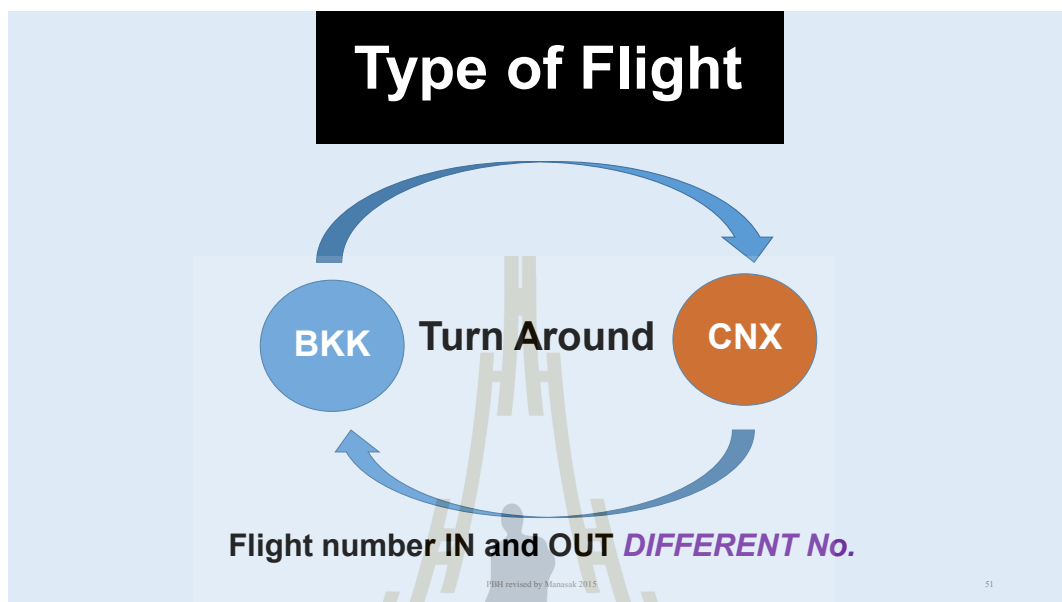 Type of Flight
BKK
Turn Around
CNX
Flight number IN and OUT DIFFERENT No.
PBH revised by Manasak 2015
51